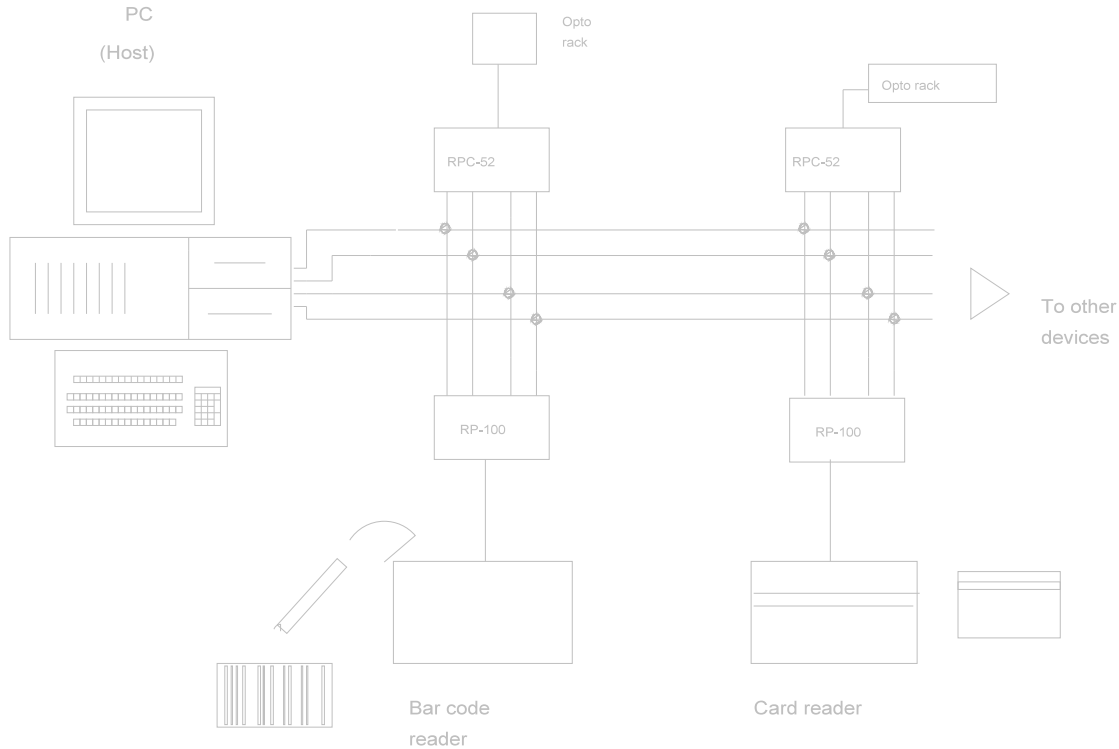 PC
(Host)
Opto
rack
Opto rack
RPC-52
RPC-52
To other
devices
RP-100
RP-100
Bar code
reader
Card reader